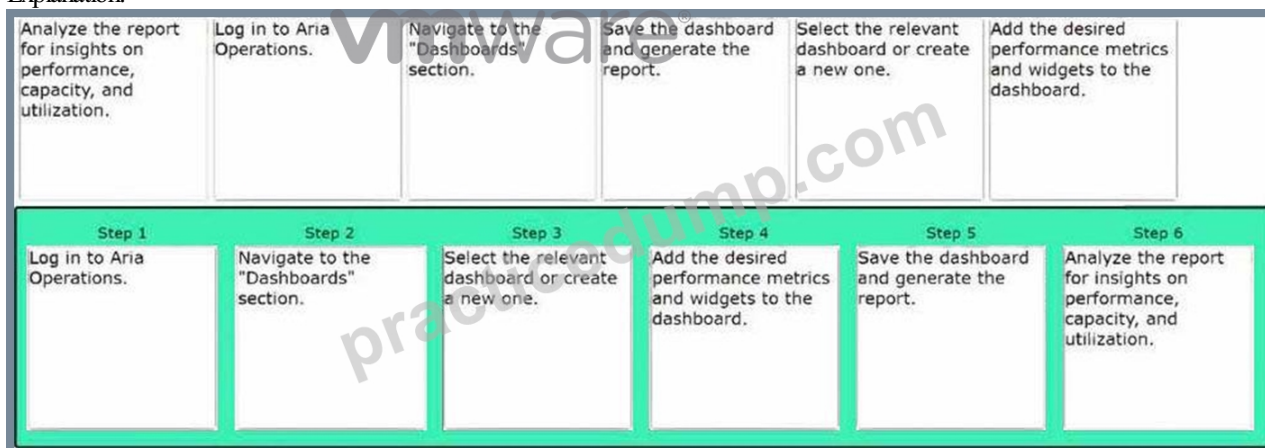 Explanation:
vmware®
Analyze the report
for insights on
performance,
capacity, and
utilization.
Log in to Aria
Operations.
Navigate to the
"Dashboards"
section.
Save the dashboard
and generate the
report.
Select the relevant
dashboard or create
a new one.
Add the desired
performance metrics
and widgets to the
dashboard.
practicedump.com
Step 1
Log in to Aria
Operations.
Step 2
Navigate to the
"Dashboards"
section.
Step 3
Select the relevant
dashboard or create
a new one.
Step 4
Add the desired
performance metrics
and widgets to the
dashboard.
Step 5
Save the dashboard
and generate the
report.
Step 6
Analyze the report
for insights on
performance,
capacity, and
utilization.